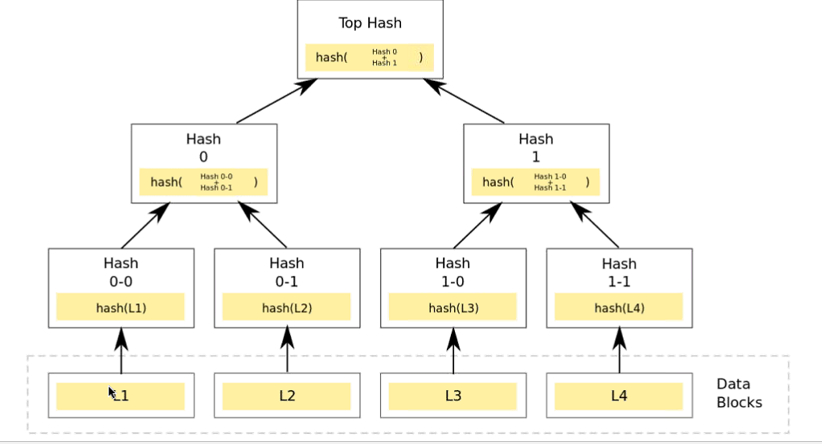 Top Hash
hash( Hash 0 + Hash 1 )
Hash
0
hash( Hash 0-0 + Hash 0-1 )
Hash
1
hash( Hash 1-0 + Hash 1-1 )
Hash
0-0
hash(L1)
Hash
0-1
hash(L2)
Hash
1-0
hash(L3)
Hash
1-1
hash(L4)
L1
L2
L3
L4
Data
Blocks